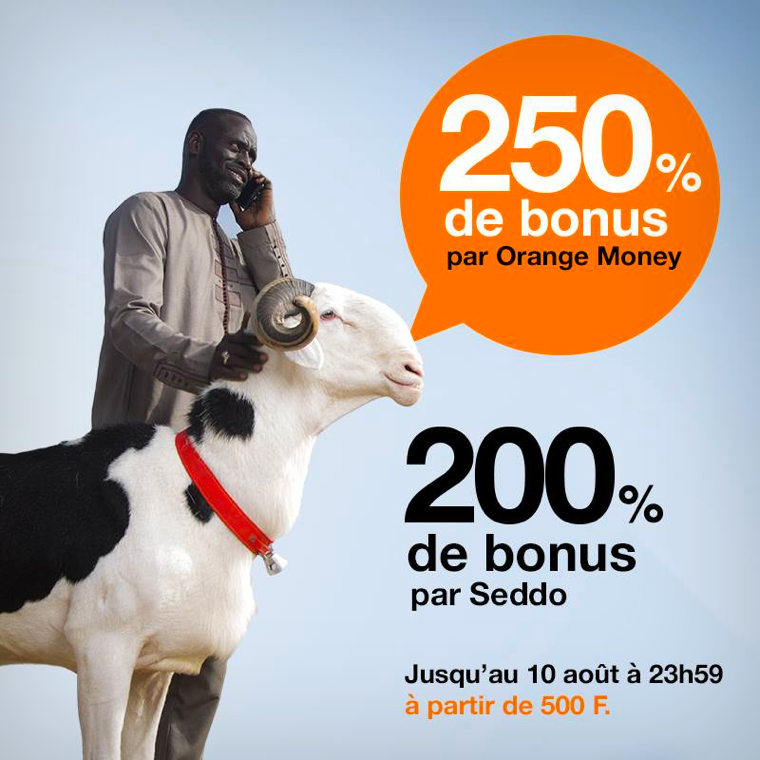 250%
de bonus
par Orange Money
200%
de bonus
par Seddo
Jusqu’au 10 août à 23h59
à partir de 500 F.